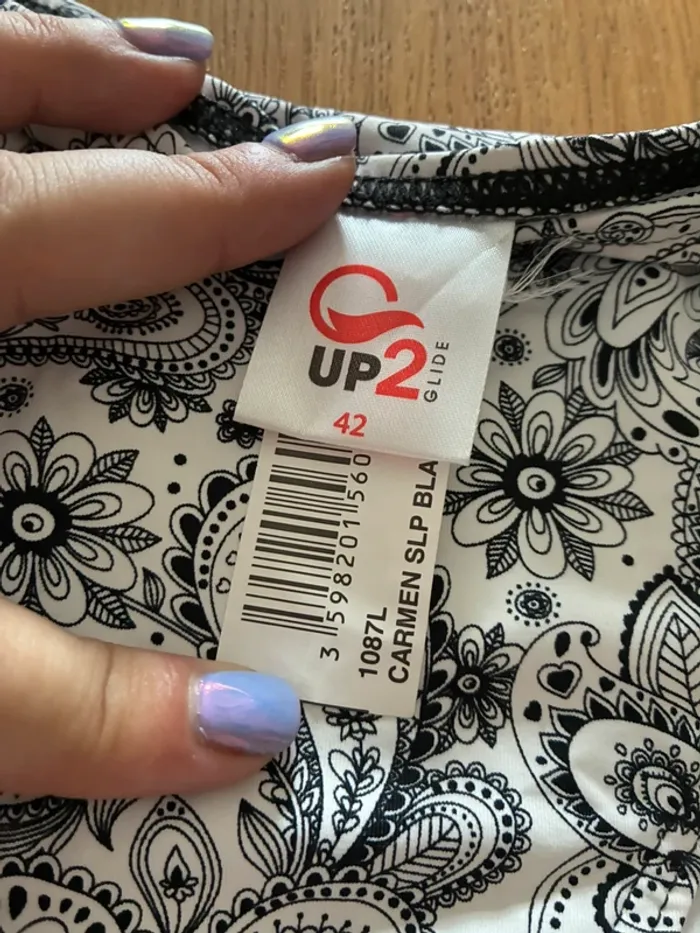 UP2
GLIDE
42
3 598201 560
1087L
CARMEN SLP BLA